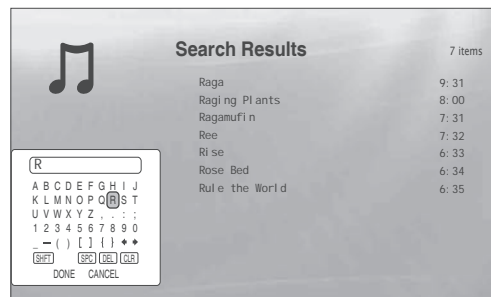 Search Results 7 items
Raga 9:31
Raging Plants 8:00
Ragamufin 7:31
Ree 7:32
Rise 6:33
Rose Bed 6:34
Rule the World 6:35
R
A B C D E F G H I J
K L M N O P Q R S T
U V W X Y Z , . : ;
1 2 3 4 5 6 7 8 9 0
_ — ( ) [ ] { }
SHFT SPC DEL CLR
DONE CANCEL